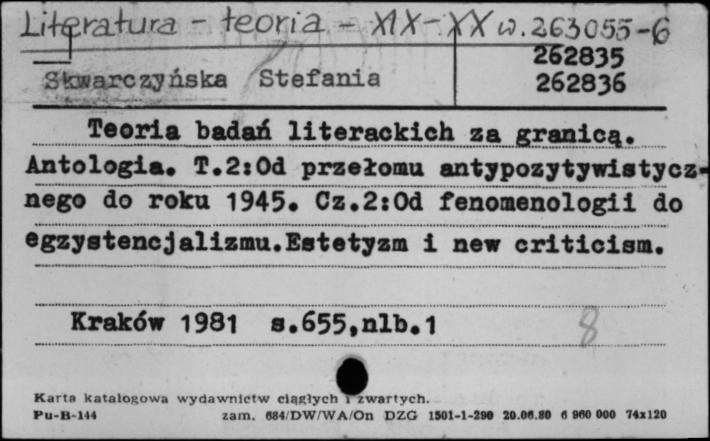 Literatura - teoria - XIX-XX w. 263055-6
262835
Skwarczyńska Stefania 262836
Teoria badań literackich za granicą.
Antologia. T.2:Od przełomu antypozytywistycz-
nego do roku 1945. Cz.2:Od fenomenologii do
egzystencjalizmu.Estetyzm i new criticism.
Kraków 1981 s.655,nlb.1 8
Karta katalogowa wydawnictw ciągłych i zwartych.
Pu-B-144 zam. 684/DW/WA/On DZG 1501-1-290 20.06.80 6 960 000 74x120